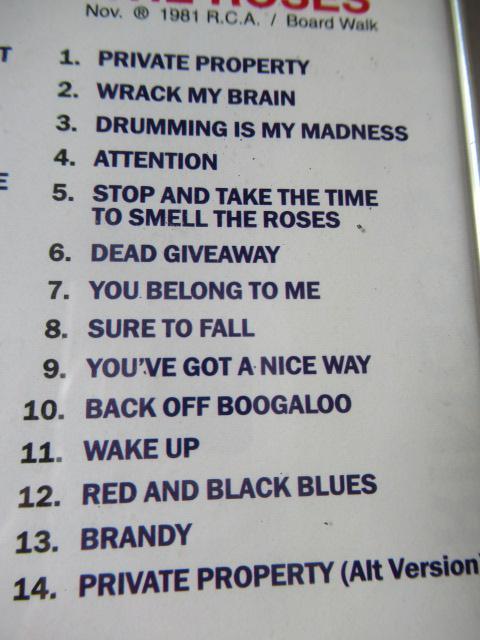 THE ROSES
Nov. ® 1981 R.C.A. / Board Walk
T
1. PRIVATE PROPERTY
2. WRACK MY BRAIN
3. DRUMMING IS MY MADNESS
4. ATTENTION
E
5. STOP AND TAKE THE TIME
TO SMELL THE ROSES
6. DEAD GIVEAWAY
7. YOU BELONG TO ME
8. SURE TO FALL
9. YOU'VE GOT A NICE WAY
10. BACK OFF BOOGALOO
11. WAKE UP
12. RED AND BLACK BLUES
13. BRANDY
14. PRIVATE PROPERTY (Alt Version)